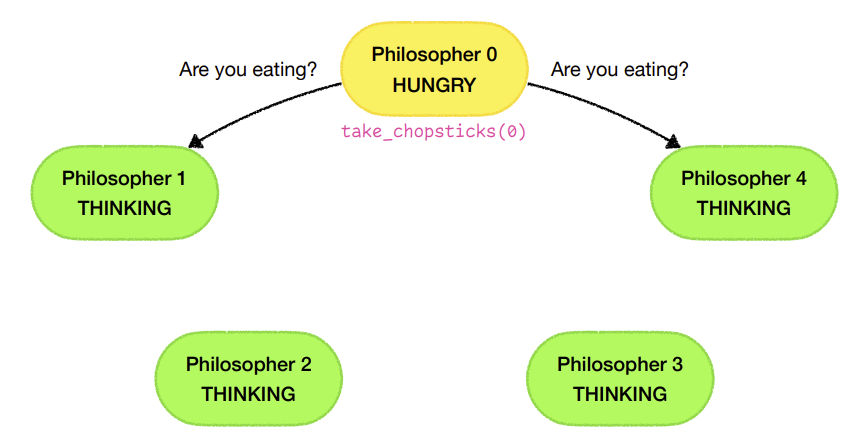 Philosopher 0
HUNGRY
Are you eating?
Are you eating?
take_chopsticks(0)
Philosopher 1
THINKING
Philosopher 4
THINKING
Philosopher 2
THINKING
Philosopher 3
THINKING